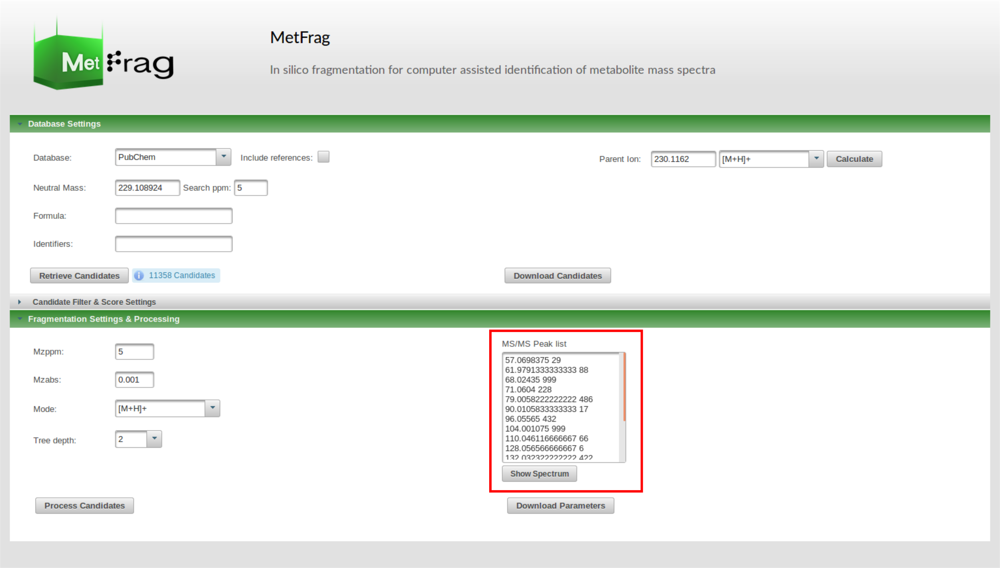 MetFrag
MetFrag
In silico fragmentation for computer assisted identification of metabolite mass spectra
Database Settings
Database: PubChem Include references: Parent Ion: 230.1162 [M+H]+ Calculate
Neutral Mass: 229.108924 Search ppm: 5
Formula:
Identifiers:
Retrieve Candidates 11358 Candidates Download Candidates
Candidate Filter & Score Settings
Fragmentation Settings & Processing
Mzppm: 5
Mzabs: 0.001
Mode: [M+H]+
Tree depth: 2
MS/MS Peak list
57.0698375 29
61.9791333333333 88
68.02435 999
71.0604 228
79.0058222222222 486
90.0105833333333 17
96.05565 432
104.001075 999
110.046116666667 66
128.056566666667 6
132.032322222222 422
Show Spectrum
Process Candidates Download Parameters